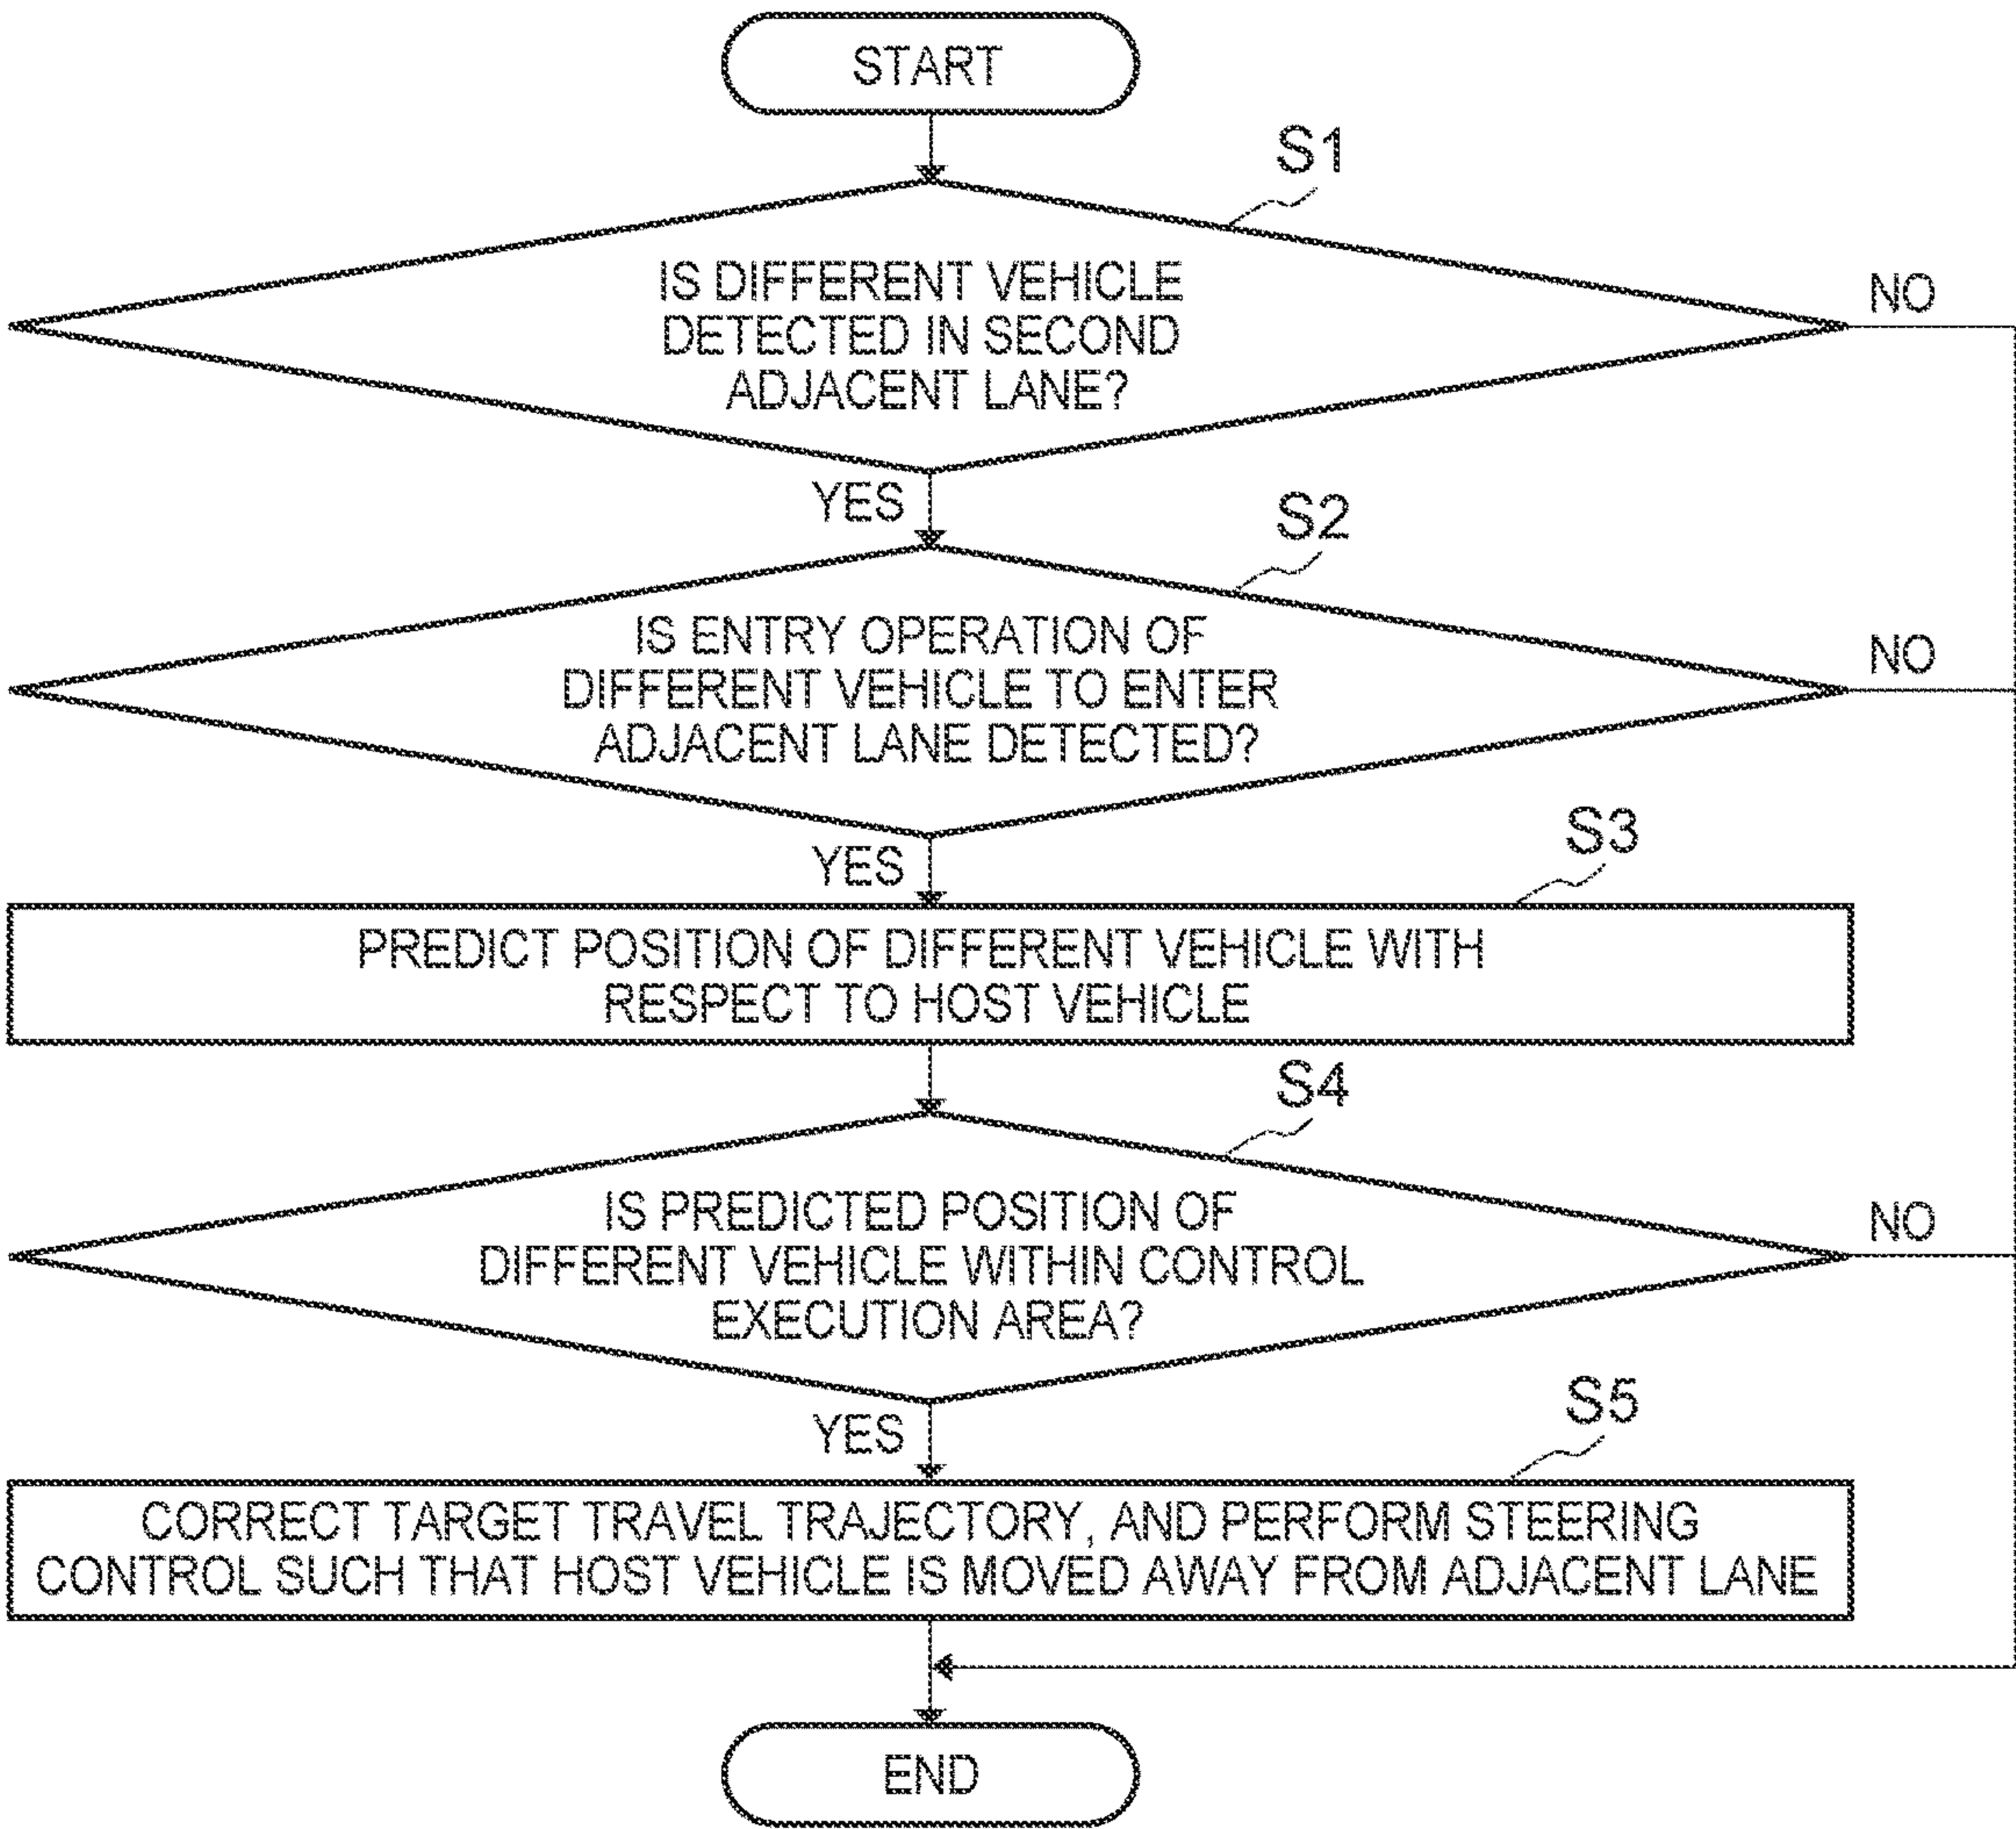 START
S1
IS DIFFERENT VEHICLE
DETECTED IN SECOND
ADJACENT LANE?
NO
YES
S2
IS ENTRY OPERATION OF
DIFFERENT VEHICLE TO ENTER
ADJACENT LANE DETECTED?
NO
YES
S3
PREDICT POSITION OF DIFFERENT VEHICLE WITH
RESPECT TO HOST VEHICLE
S4
IS PREDICTED POSITION OF
DIFFERENT VEHICLE WITHIN CONTROL
EXECUTION AREA?
NO
YES
S5
CORRECT TARGET TRAVEL TRAJECTORY, AND PERFORM STEERING
CONTROL SUCH THAT HOST VEHICLE IS MOVED AWAY FROM ADJACENT LANE
END